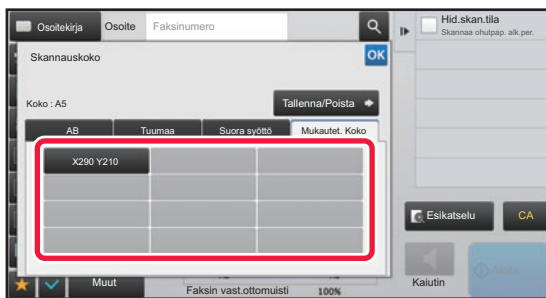 Osoitekirja Osoite Faksinumero
Hid.skan.tila
Skannaa ohutpap. alk.per.
Skannauskoko OK
Koko : A5 Tallenna/Poista
AB Tuumaa Suora syöttö Mukautet. Koko
X290 Y210
Esikatselu CA
Aloita
Muut Faksin vast.ottomuisti 100% Kaiutin